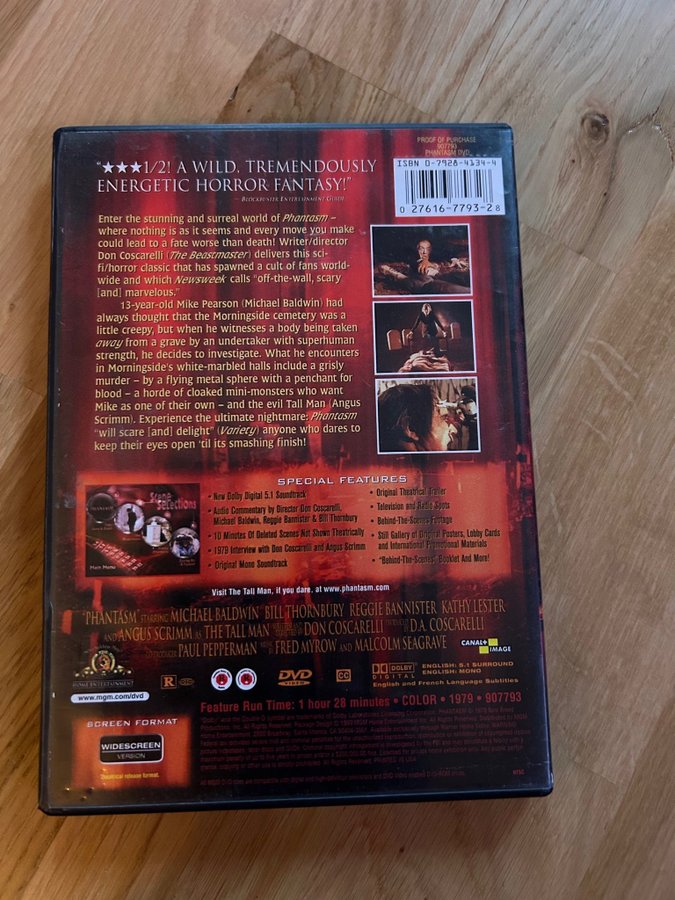 PROOF OF PURCHASE
907793
PHANTASM DVD
ISBN 0-7928-4134-4
0 27616-7793-2 8
"★★★1/2! A WILD, TREMENDOUSLY
ENERGETIC HORROR FANTASY!"
– BLOCKBUSTER ENTERTAINMENT GUIDE
Enter the stunning and surreal world of Phantasm –
where nothing is as it seems and every move you make
could lead to a fate worse than death! Writer/director
Don Coscarelli (The Beastmaster) delivers this sci-
fi/horror classic that has spawned a cult of fans world-
wide and which Newsweek calls "off-the-wall, scary
[and] marvelous."
13-year-old Mike Pearson (Michael Baldwin) had
always thought that the Morningside cemetery was a
little creepy, but when he witnesses a body being taken
away from a grave by an undertaker with superhuman
strength, he decides to investigate. What he encounters
in Morningside's white-marbled halls include a grisly
murder – by a flying metal sphere with a penchant for
blood – a horde of cloaked mini-monsters who want
Mike as one of their own – and the evil Tall Man (Angus
Scrimm). Experience the ultimate nightmare: Phantasm
"will scare [and] delight" (Variety) anyone who dares to
keep their eyes open 'til its smashing finish!
SPECIAL FEATURES
Scene
Selections
PHANTASM
Main Menu
• New Dolby Digital 5.1 Soundtrack
• Audio Commentary by Director Don Coscarelli,
Michael Baldwin, Reggie Bannister & Bill Thornbury
• 10 Minutes Of Deleted Scenes Not Shown Theatrically
• 1979 Interview with Don Coscarelli and Angus Scrimm
• Original Mono Soundtrack
• Original Theatrical Trailer
• Television and Radio Spots
• Behind-The-Scenes Footage
• Still Gallery of Original Posters, Lobby Cards
and International Promotional Materials
• "Behind-The-Scenes" Booklet And More!
Visit The Tall Man, if you dare, at www.phantasm.com
"PHANTASM" STARRING MICHAEL BALDWIN BILL THORNBURY REGGIE BANNISTER KATHY LESTER
AND ANGUS SCRIMM AS THE TALL MAN DON COSCARELLI D.A. COSCARELLI
CO-PRODUCER PAUL PEPPERMAN MUSIC BY FRED MYROW AND MALCOLM SEAGRAVE
CANAL+
IMAGE
MGM
HOME ENTERTAINMENT
www.mgm.com/dvd
R
DVD
VIDEO
CC
DOLBY
DIGITAL
ENGLISH: 5.1 SURROUND
ENGLISH: MONO
English and French Language Subtitles
Feature Run Time: 1 hour 28 minutes • COLOR • 1979 • 907793
SCREEN FORMAT
WIDESCREEN
VERSION
Theatrical release format.
NTSC